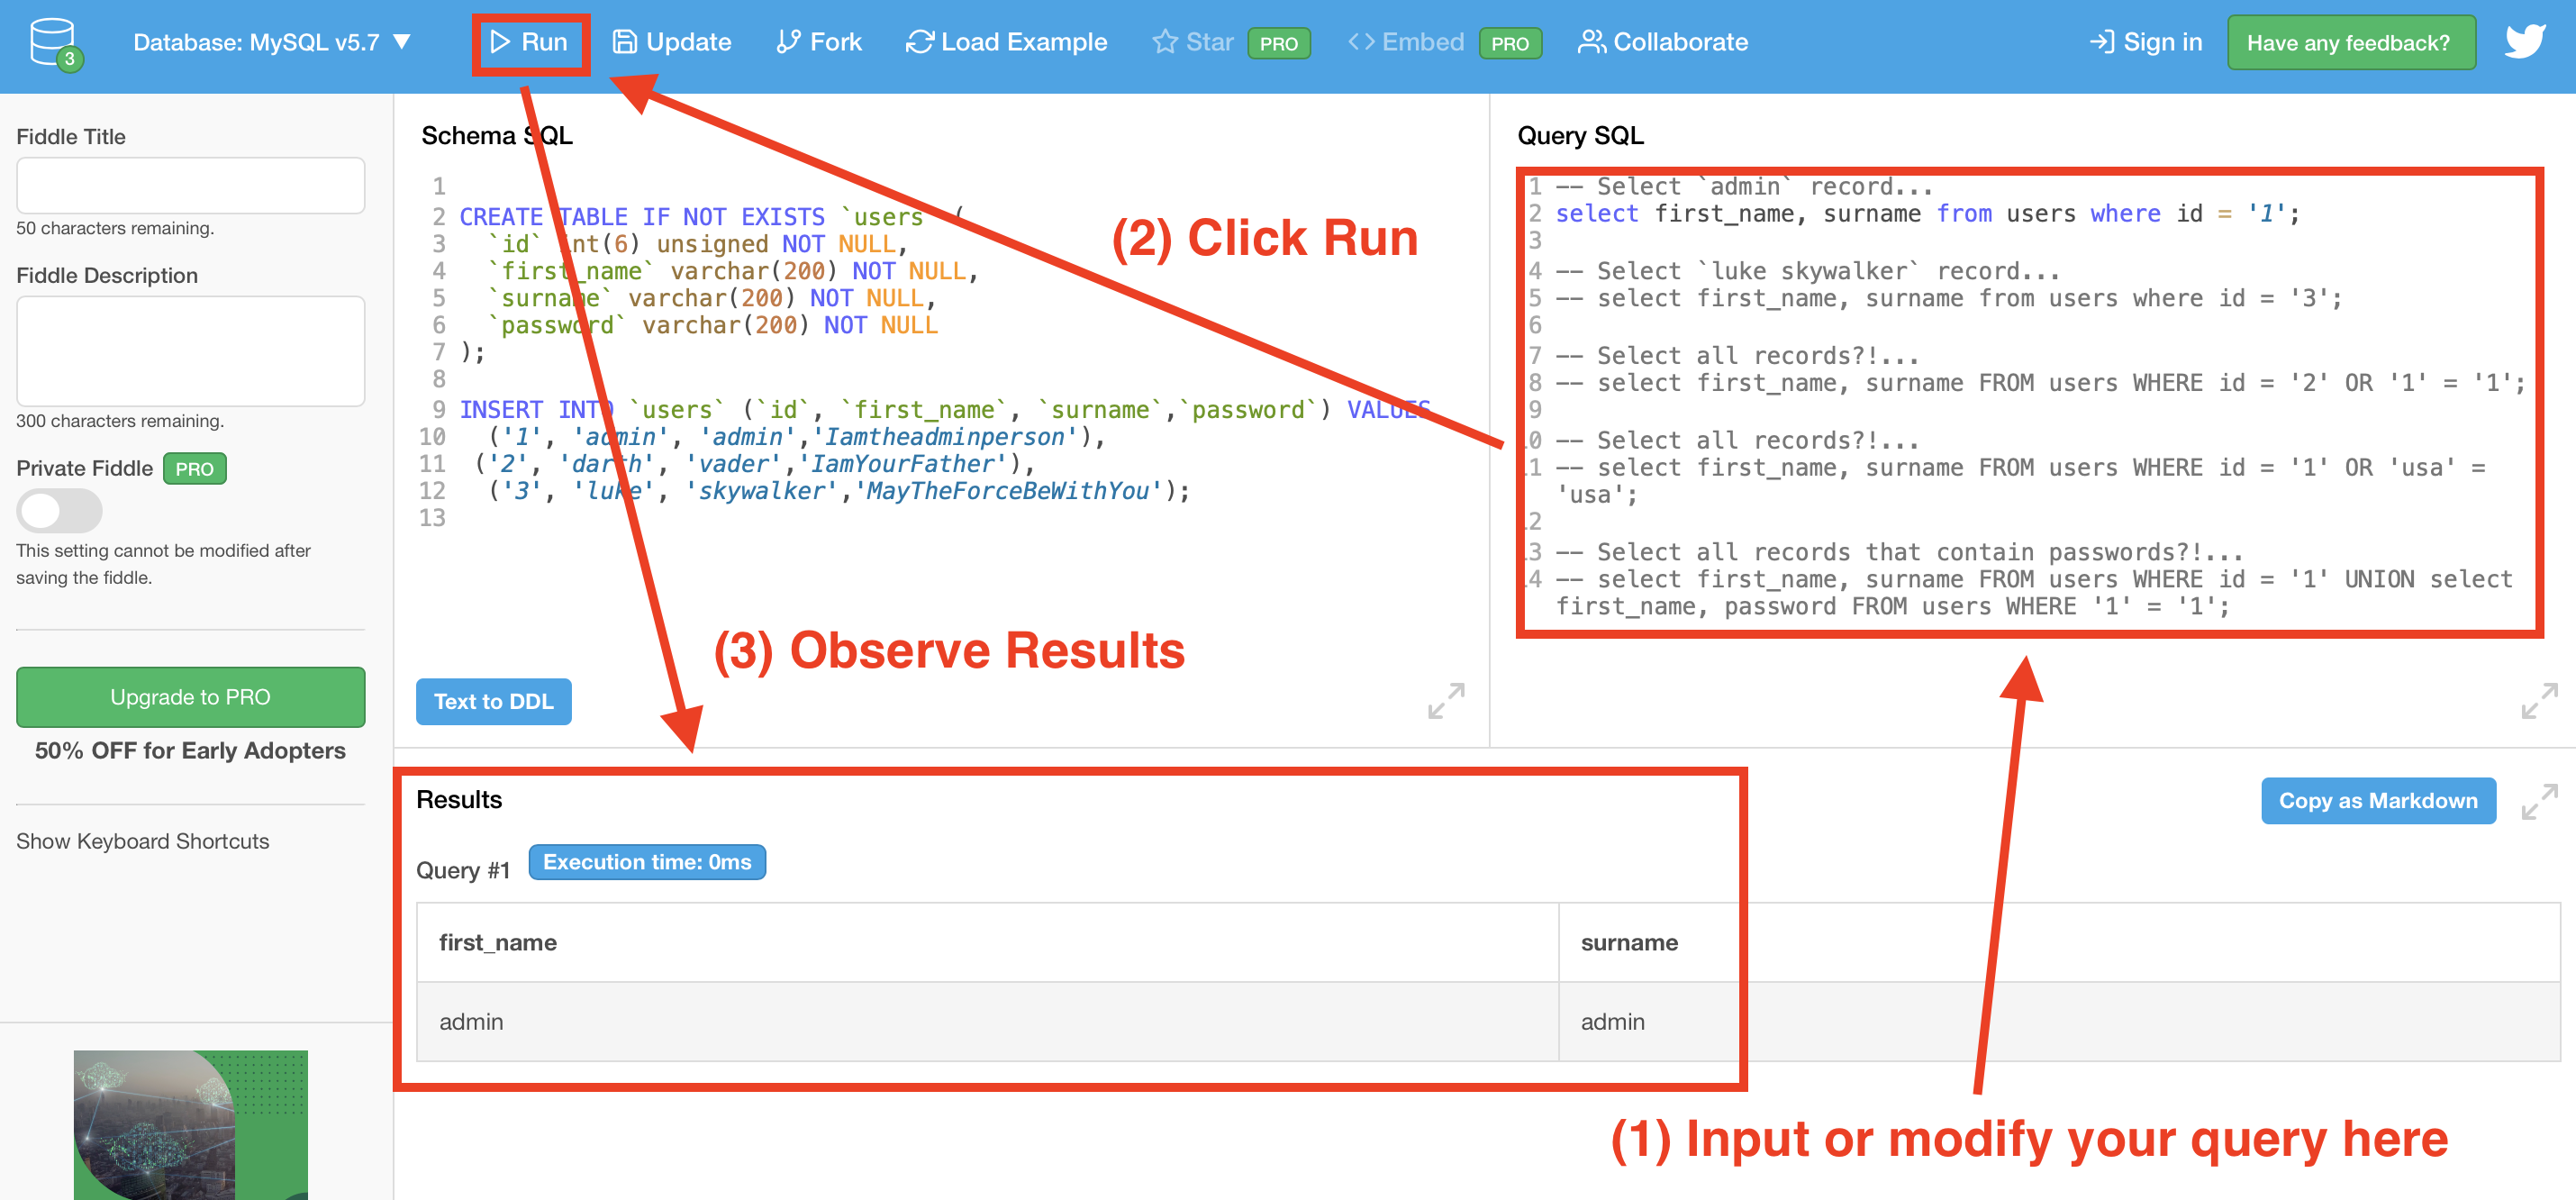 3
Database: MySQL v5.7 ▼
Run
Update
Fork
Load Example
Star PRO
Embed PRO
Collaborate
Sign in
Have any feedback?
Fiddle Title
50 characters remaining.
Fiddle Description
300 characters remaining.
Private Fiddle PRO
This setting cannot be modified after
saving the fiddle.
Upgrade to PRO
50% OFF for Early Adopters
Show Keyboard Shortcuts
Schema SQL
1
2 CREATE TABLE IF NOT EXISTS `users` (
3 `id` int(6) unsigned NOT NULL,
4 `first_name` varchar(200) NOT NULL,
5 `surname` varchar(200) NOT NULL,
6 `password` varchar(200) NOT NULL
7 );
8
9 INSERT INTO `users` (`id`, `first_name`, `surname`,`password`) VALUES
10 ('1', 'admin', 'admin','Iamtheadminperson'),
11 ('2', 'darth', 'vader','IamYourFather'),
12 ('3', 'luke', 'skywalker','MayTheForceBeWithYou');
13
Text to DDL
(2) Click Run
(3) Observe Results
Query SQL
1 -- Select `admin` record...
2 select first_name, surname from users where id = '1';
3
4 -- Select `luke skywalker` record...
5 -- select first_name, surname from users where id = '3';
6
7 -- Select all records?!...
8 -- select first_name, surname FROM users WHERE id = '2' OR '1' = '1';
9
10 -- Select all records?!...
11 -- select first_name, surname FROM users WHERE id = '1' OR 'usa' =
'usa';
12
13 -- Select all records that contain passwords?!...
14 -- select first_name, surname FROM users WHERE id = '1' UNION select
first_name, password FROM users WHERE '1' = '1';
Results
Copy as Markdown
Query #1 Execution time: 0ms
first_name surname
admin admin
(1) Input or modify your query here